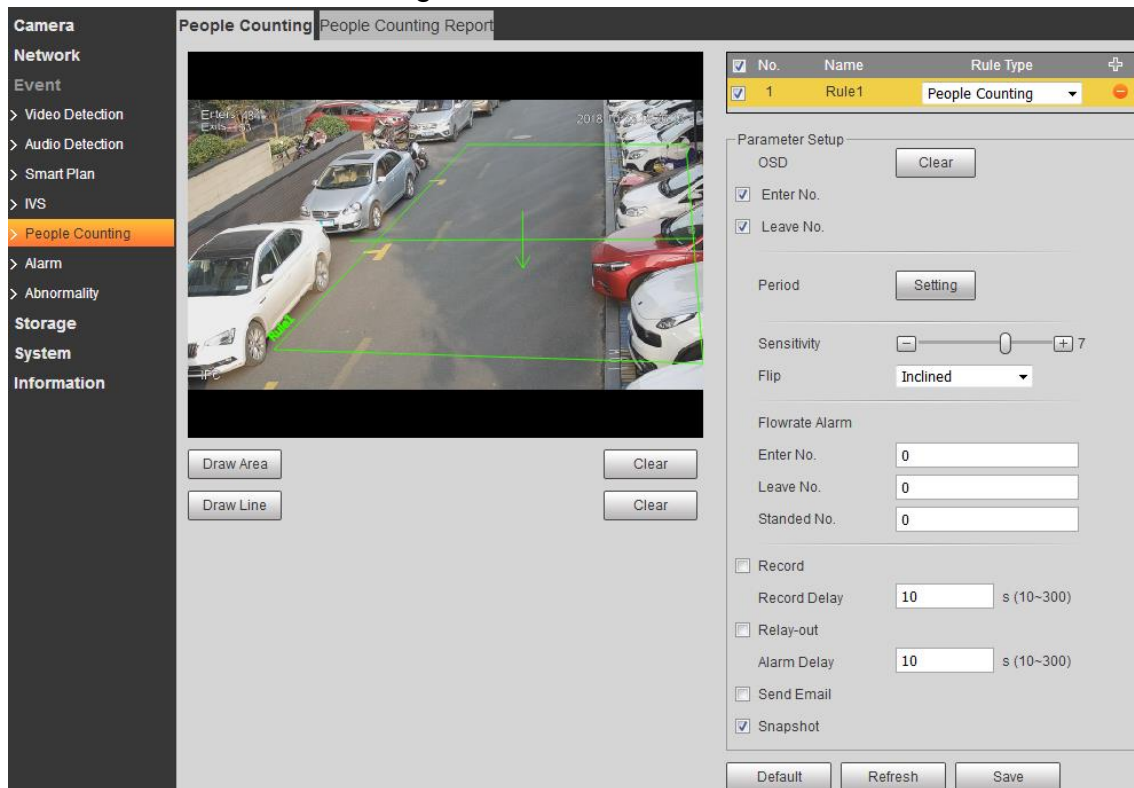 Camera
Network
Event
Video Detection
Audio Detection
Smart Plan
IVS
People Counting
Alarm
Abnormality
Storage
System
Information
People Counting People Counting Report
Rule1
IPC
Draw Area Clear
Draw Line Clear
No. Name Rule Type
1 Rule1 People Counting
Parameter Setup
OSD Clear
Enter No.
Leave No.
Period Setting
Sensitivity 7
Flip Inclined
Flowrate Alarm
Enter No. 0
Leave No. 0
Standed No. 0
Record
Record Delay 10 s (10~300)
Relay-out
Alarm Delay 10 s (10~300)
Send Email
Snapshot
Default Refresh Save